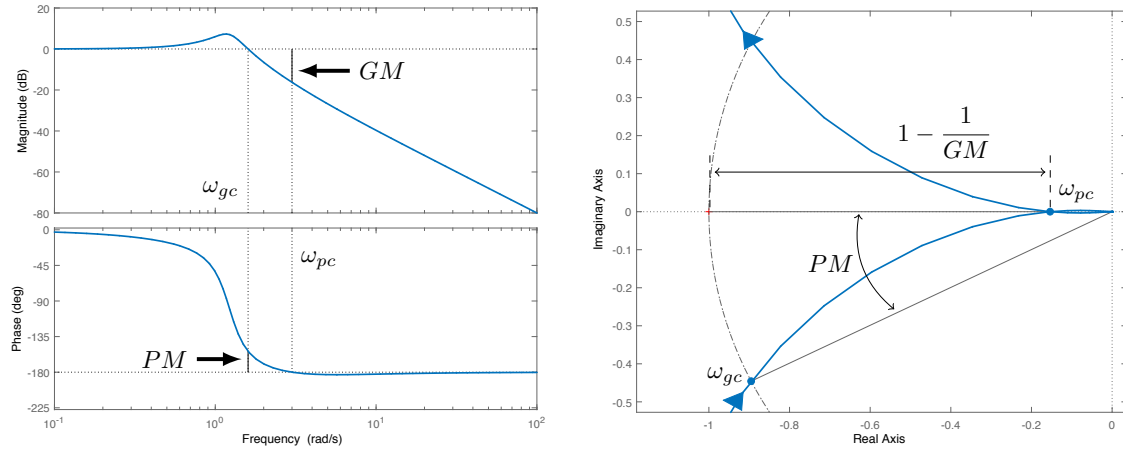 20
0
-20
-40
-60
-80
Magnitude (dB)
GM
ω_gc
0
-45
-90
-135
-180
-225
Phase (deg)
ω_pc
PM
10^-1
10^0
10^1
10^2
Frequency (rad/s)
0.5
0.4
0.3
0.2
0.1
0
-0.1
-0.2
-0.3
-0.4
-0.5
Imaginary Axis
1 - 1/GM
ω_pc
PM
ω_gc
-1
-0.8
-0.6
-0.4
-0.2
0
Real Axis